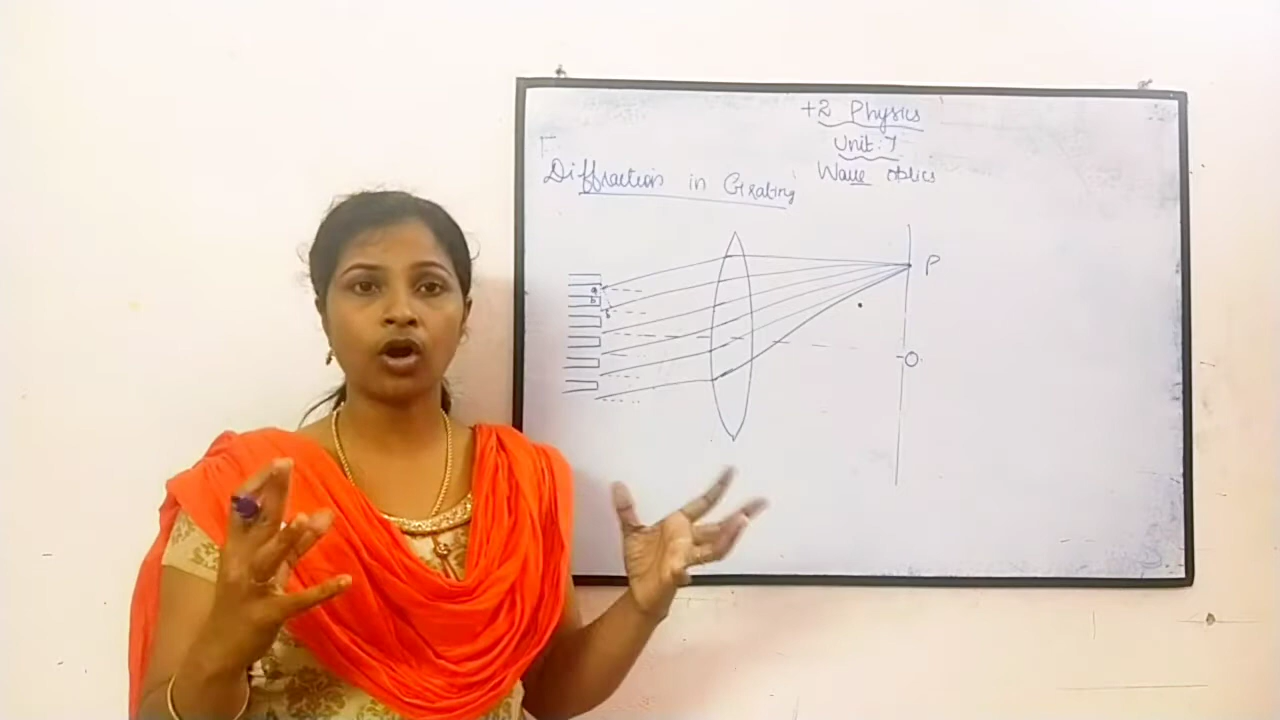 +2 Physics
Unit: 7
Wave optics
Diffraction in Grating
P
a
b
O